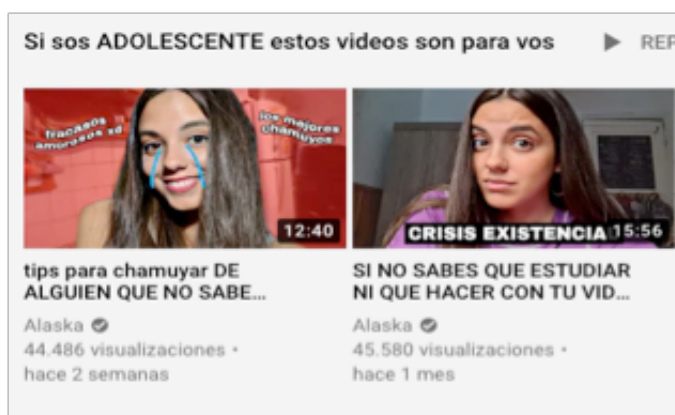 Si sos ADOLESCENTE estos videos son para vos ▶ REP
fracasos
amorosos xd
los mejores
chamuyos
12:40
CRISIS EXISTENCIA
15:56
tips para chamuyar DE
ALGUIEN QUE NO SABE...
SI NO SABES QUE ESTUDIAR
NI QUE HACER CON TU VID...
Alaska
44.486 visualizaciones •
hace 2 semanas
Alaska
45.580 visualizaciones •
hace 1 mes